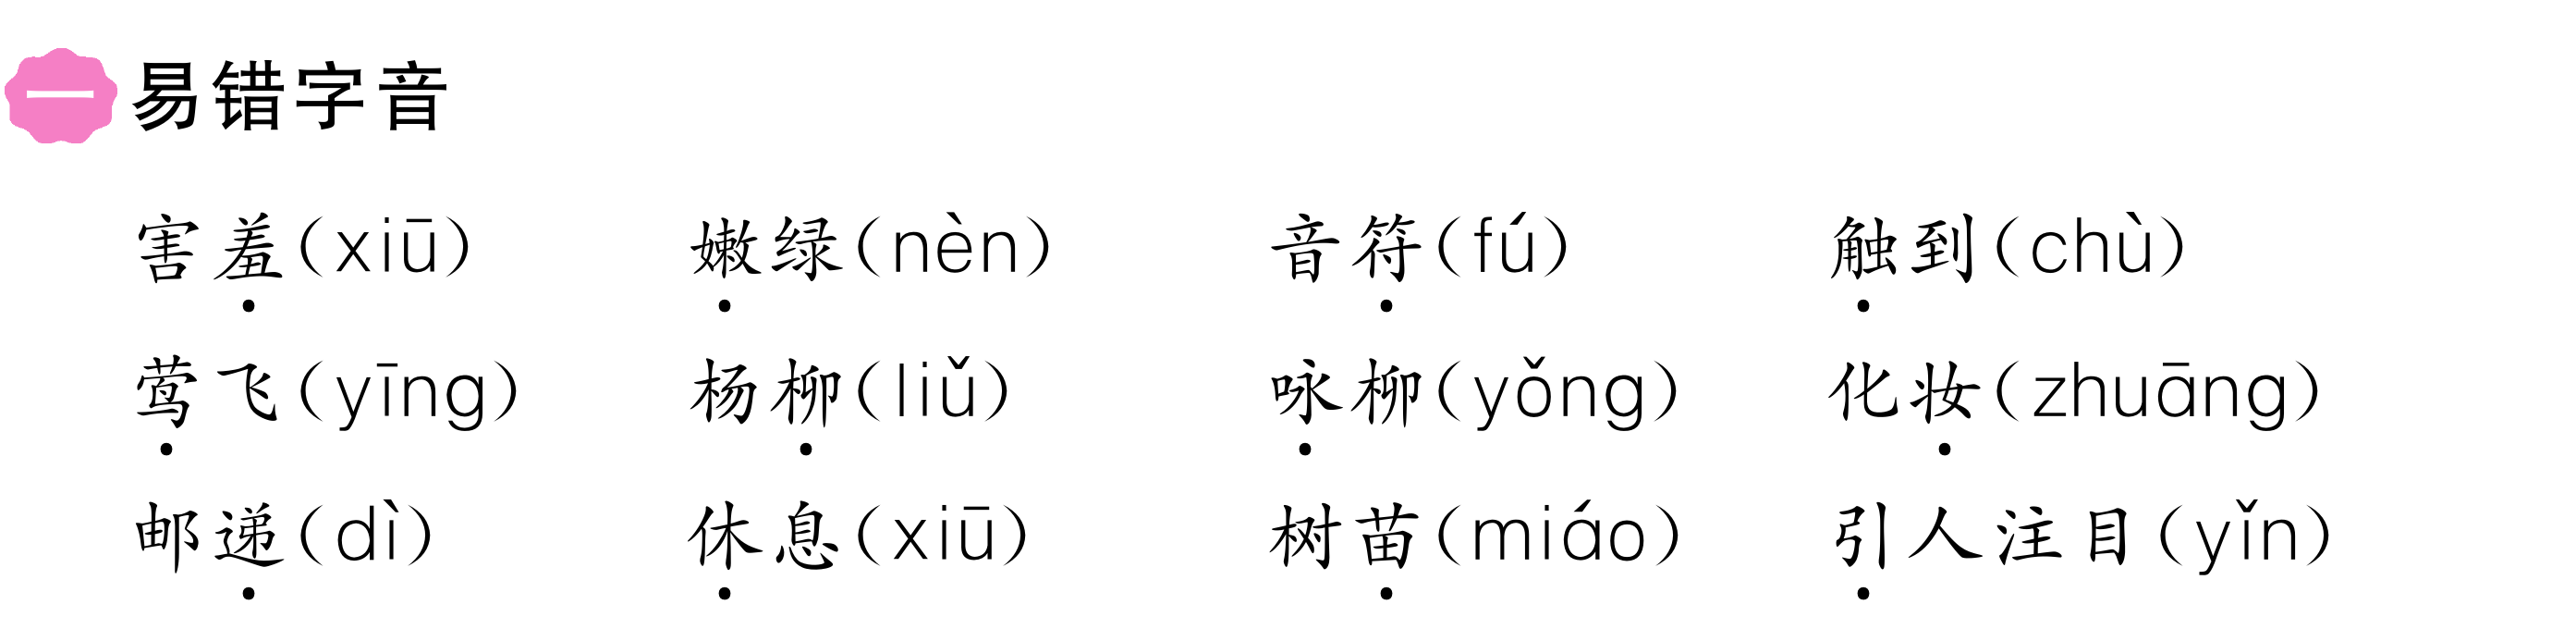 一 易错字音
害羞(xiū) 嫩绿(nèn) 音符(fú) 触到(chù)
莺飞(yīng) 杨柳(liǔ) 咏柳(yǒng) 化妆(zhuāng)
邮递(dì) 休息(xiū) 树苗(miáo) 引人注目(yǐn)